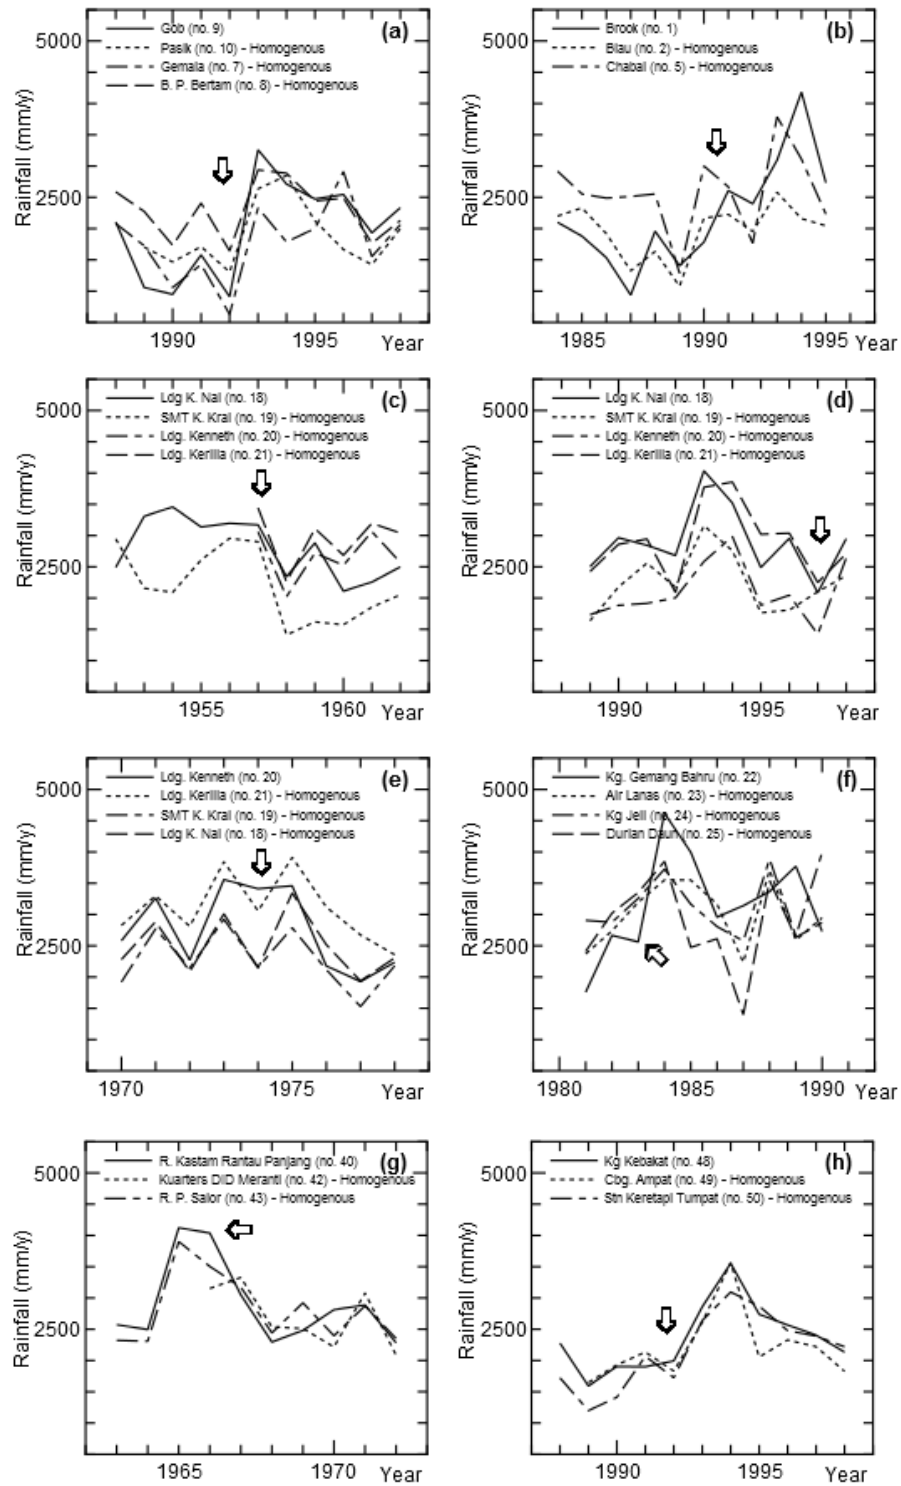 5000
2500
Rainfall (mm/y)
Gob (no. 9)
Pasik (no. 10) - Homogenous
Gemala (no. 7) - Homogenous
B. P. Bertam (no. 8) - Homogenous
(a)
1990
1995
Year
5000
2500
Rainfall (mm/y)
Brook (no. 1)
Blau (no. 2) - Homogenous
Chabai (no. 5) - Homogenous
(b)
1985
1990
1995
Year
5000
2500
Rainfall (mm/y)
Ldg K. Nail (no. 18)
SMT K. Krai (no. 19) - Homogenous
Ldg. Kenneth (no. 20) - Homogenous
Ldg. Kerilla (no. 21) - Homogenous
(c)
1955
1960
Year
5000
2500
Rainfall (mm/y)
Ldg K. Nail (no. 18)
SMT K. Krai (no. 19) - Homogenous
Ldg. Kenneth (no. 20) - Homogenous
Ldg. Kerilla (no. 21) - Homogenous
(d)
1990
1995
Year
5000
2500
Rainfall (mm/y)
Ldg. Kenneth (no. 20)
Ldg. Kerilla (no. 21) - Homogenous
SMT K. Krai (no. 19) - Homogenous
Ldg K. Nail (no. 18) - Homogenous
(e)
1970
1975
Year
5000
2500
Rainfall (mm/y)
Kg. Gemang Bahru (no. 22)
Air Lanas (no. 23) - Homogenous
Kg Jeli (no. 24) - Homogenous
Durian Daun (no. 25) - Homogenous
(f)
1980
1985
1990
Year
5000
2500
Rainfall (mm/y)
R. Kastam Rantau Panjang (no. 40)
Kuarters DID Meranti (no. 42) - Homogenous
R. P. Salor (no. 43) - Homogenous
(g)
1965
1970
Year
5000
2500
Rainfall (mm/y)
Kg Kebakat (no. 48)
Cbg. Ampat (no. 49) - Homogenous
Stn Keretapi Tumpat (no. 50) - Homogenous
(h)
1990
1995
Year